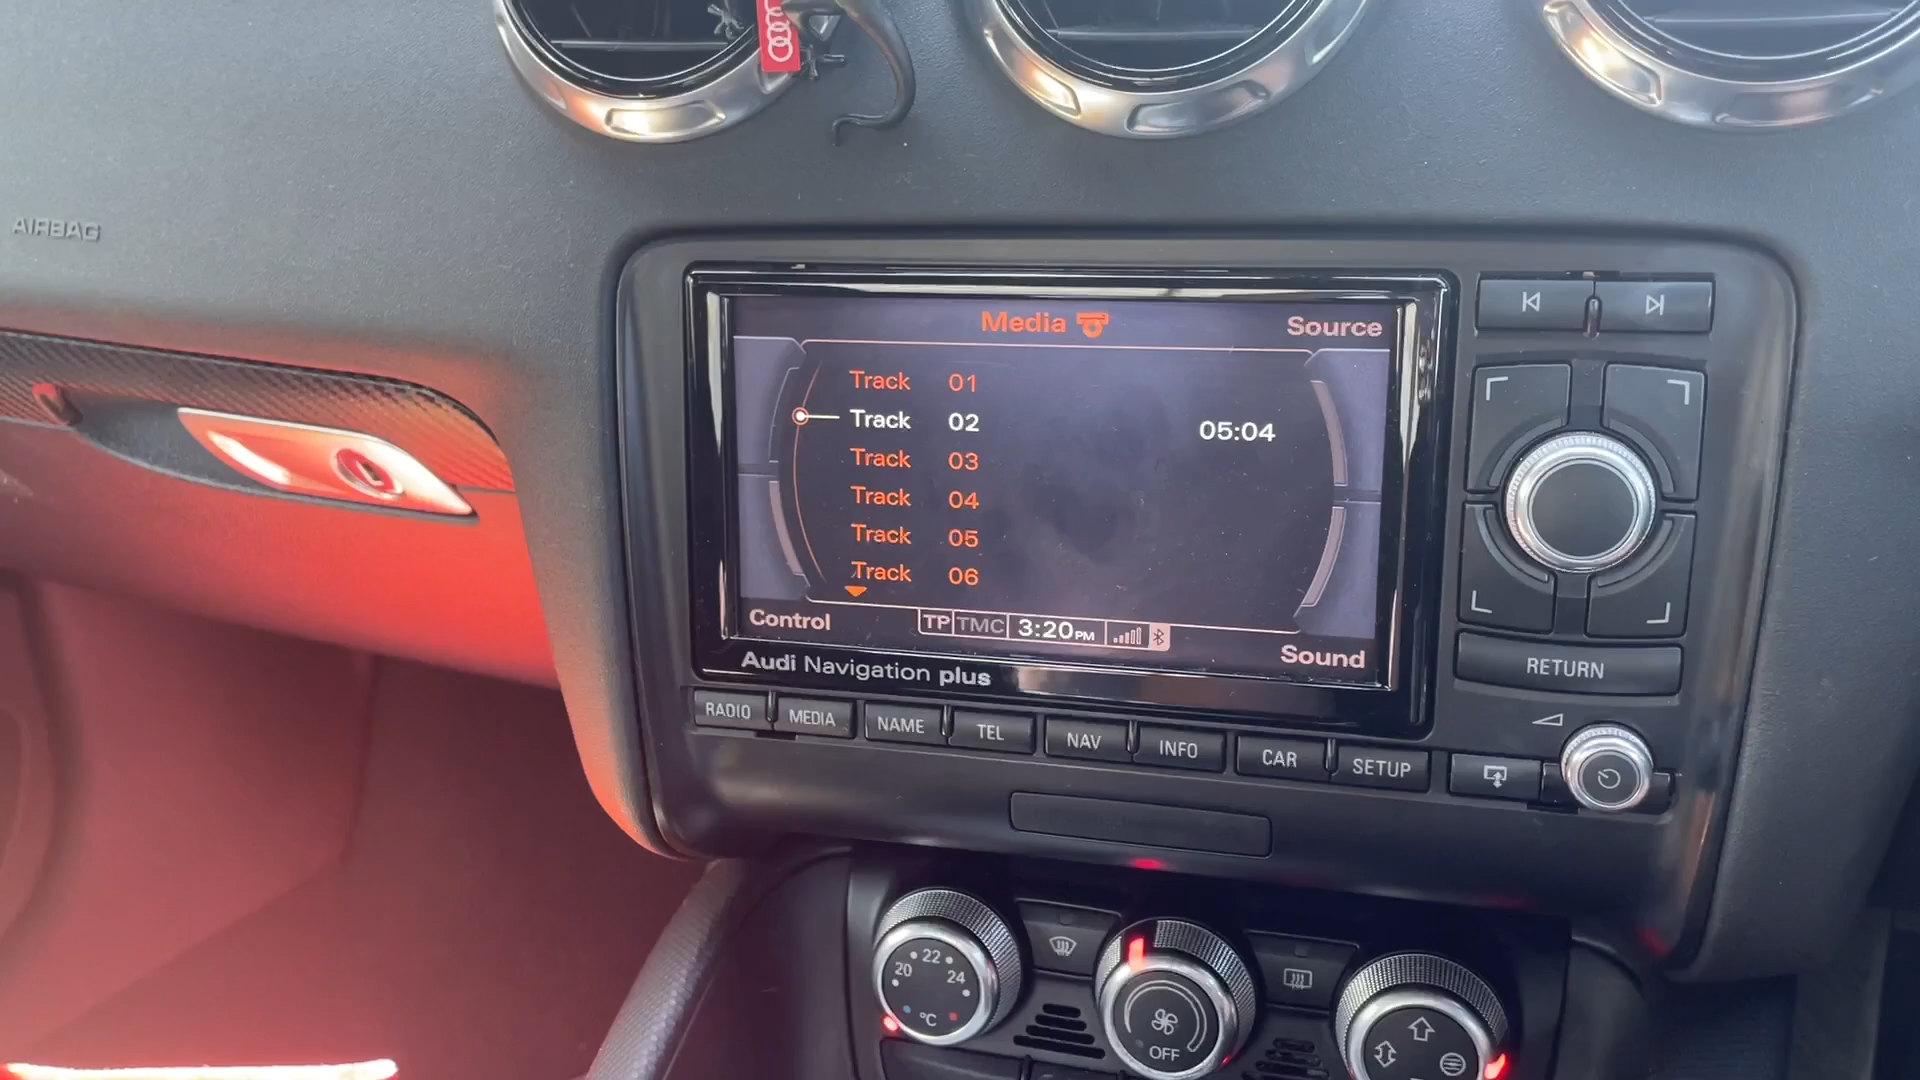 AIRBAG
Media
Source
Track 01
Track 02 05:04
Track 03
Track 04
Track 05
Track 06
Control
TP TMC 3:20 PM
Sound
Audi Navigation plus
RETURN
RADIO MEDIA NAME TEL NAV INFO CAR SETUP
20 22 24
°C
OFF